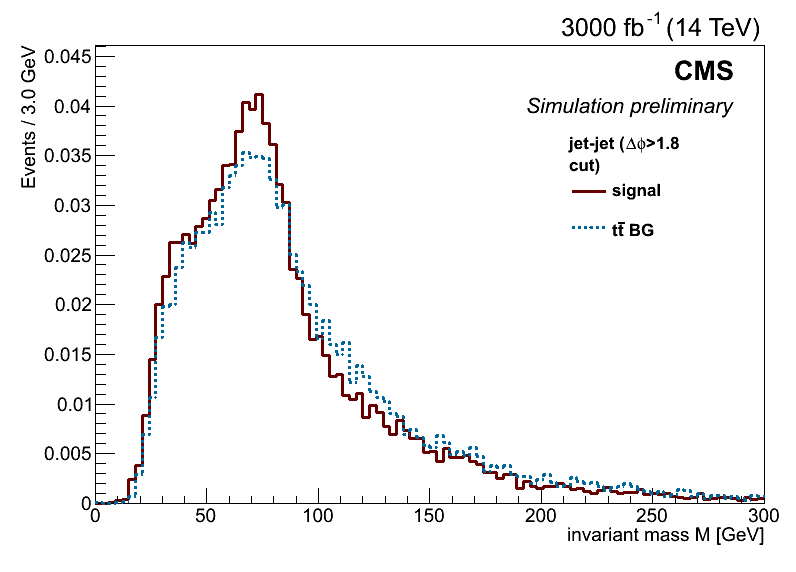 3000 fb-1 (14 TeV)
Events / 3.0 GeV
CMS
Simulation preliminary
jet-jet (Δϕ>1.8
cut)
signal
tt̄ BG
0.045
0.04
0.035
0.03
0.025
0.02
0.015
0.01
0.005
0
0 50 100 150 200 250 300
invariant mass M [GeV]